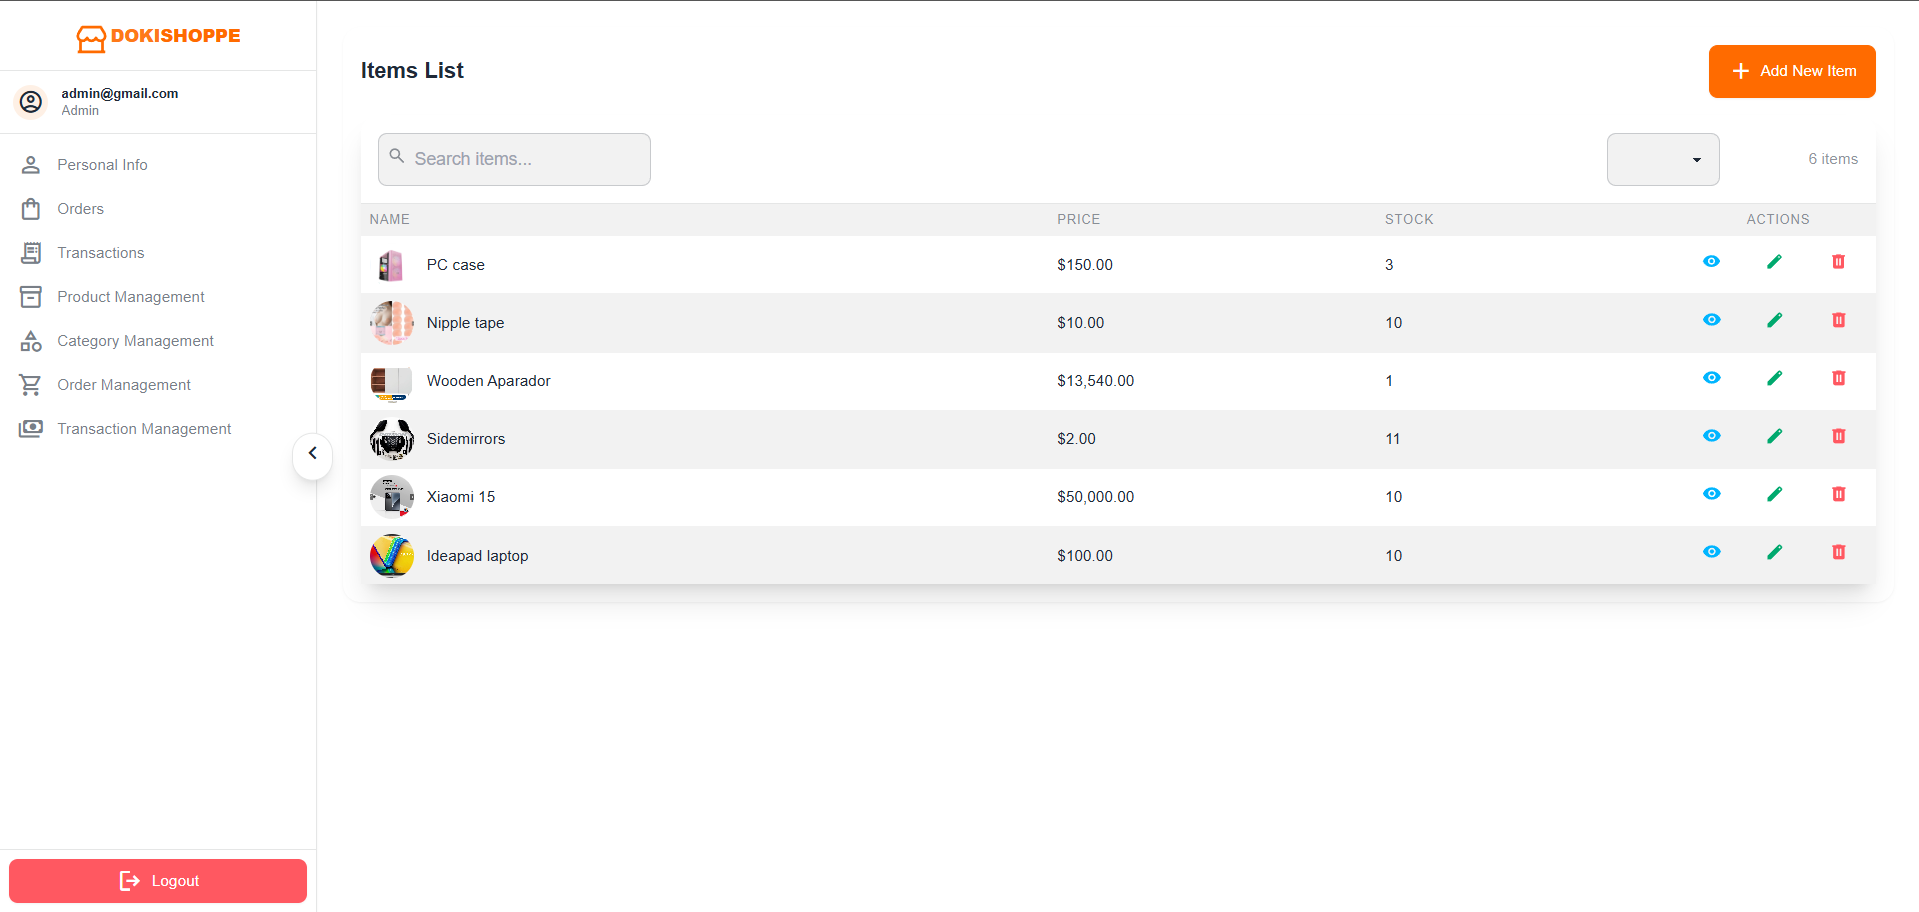 DOKISHOPPE
admin@gmail.com
Admin
Personal Info
Orders
Transactions
Product Management
Category Management
Order Management
Transaction Management
Logout
Items List
Add New Item
Search items...
6 items
NAME PRICE STOCK ACTIONS
PC case $150.00 3
Nipple tape $10.00 10
Wooden Aparador $13,540.00 1
Sidemirrors $2.00 11
Xiaomi 15 $50,000.00 10
Ideapad laptop $100.00 10